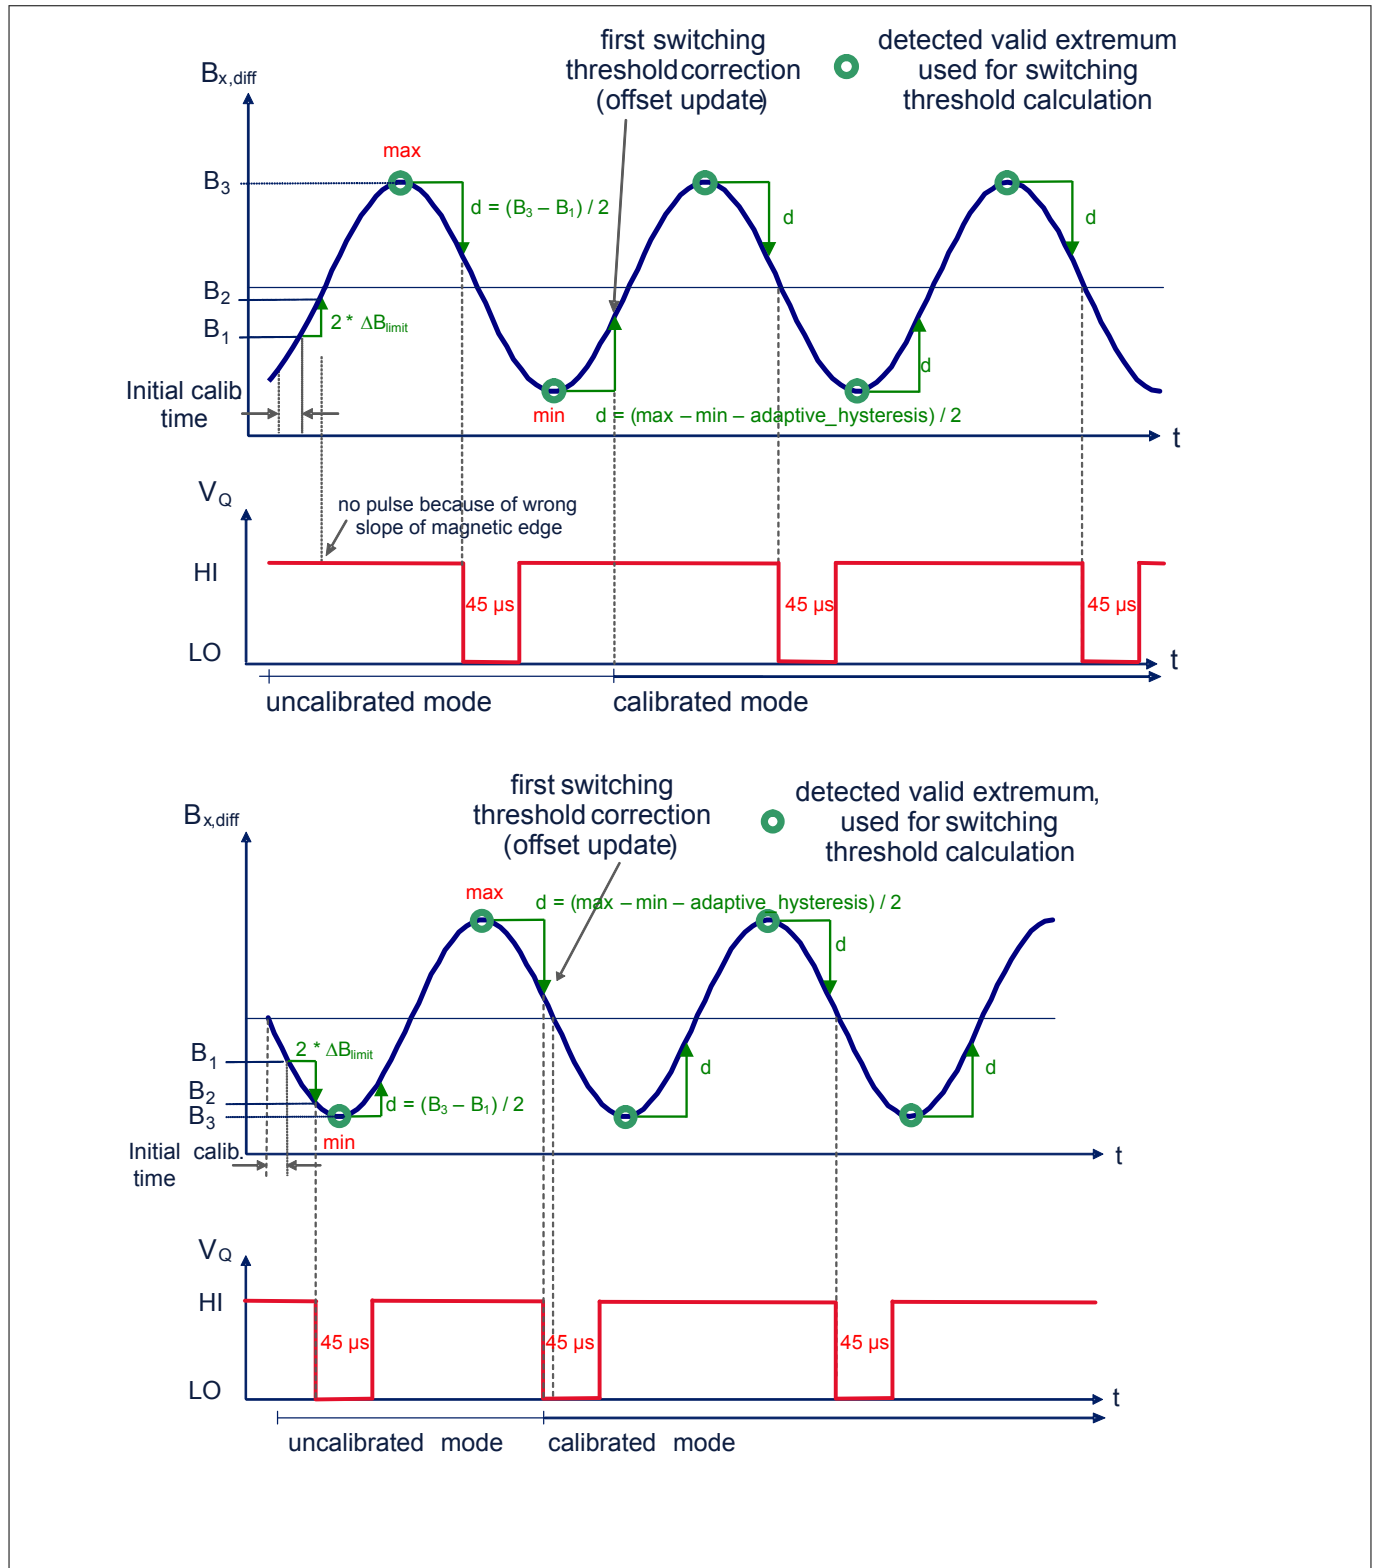 first switching
threshold correction
(offset update)
detected valid extremum
used for switching
threshold calculation
Bx,diff
max
B3
d = (B3 – B1) / 2
d
d
B2
2 * ΔBlimit
B1
d
Initial calib
time
min
d = (max – min – adaptive_hysteresis) / 2
t
VQ
no pulse because of wrong
slope of magnetic edge
HI
45 µs
45 µs
45 µs
LO
t
uncalibrated mode
calibrated mode
first switching
threshold correction
(offset update)
detected valid extremum,
used for switching
threshold calculation
Bx,diff
max
d = (max – min – adaptive_hysteresis) / 2
d
B1
2 * ΔBlimit
d
d
B2
d = (B3 – B1) / 2
B3
min
Initial calib.
time
t
VQ
HI
45 µs
45 µs
45 µs
LO
t
uncalibrated mode
calibrated mode